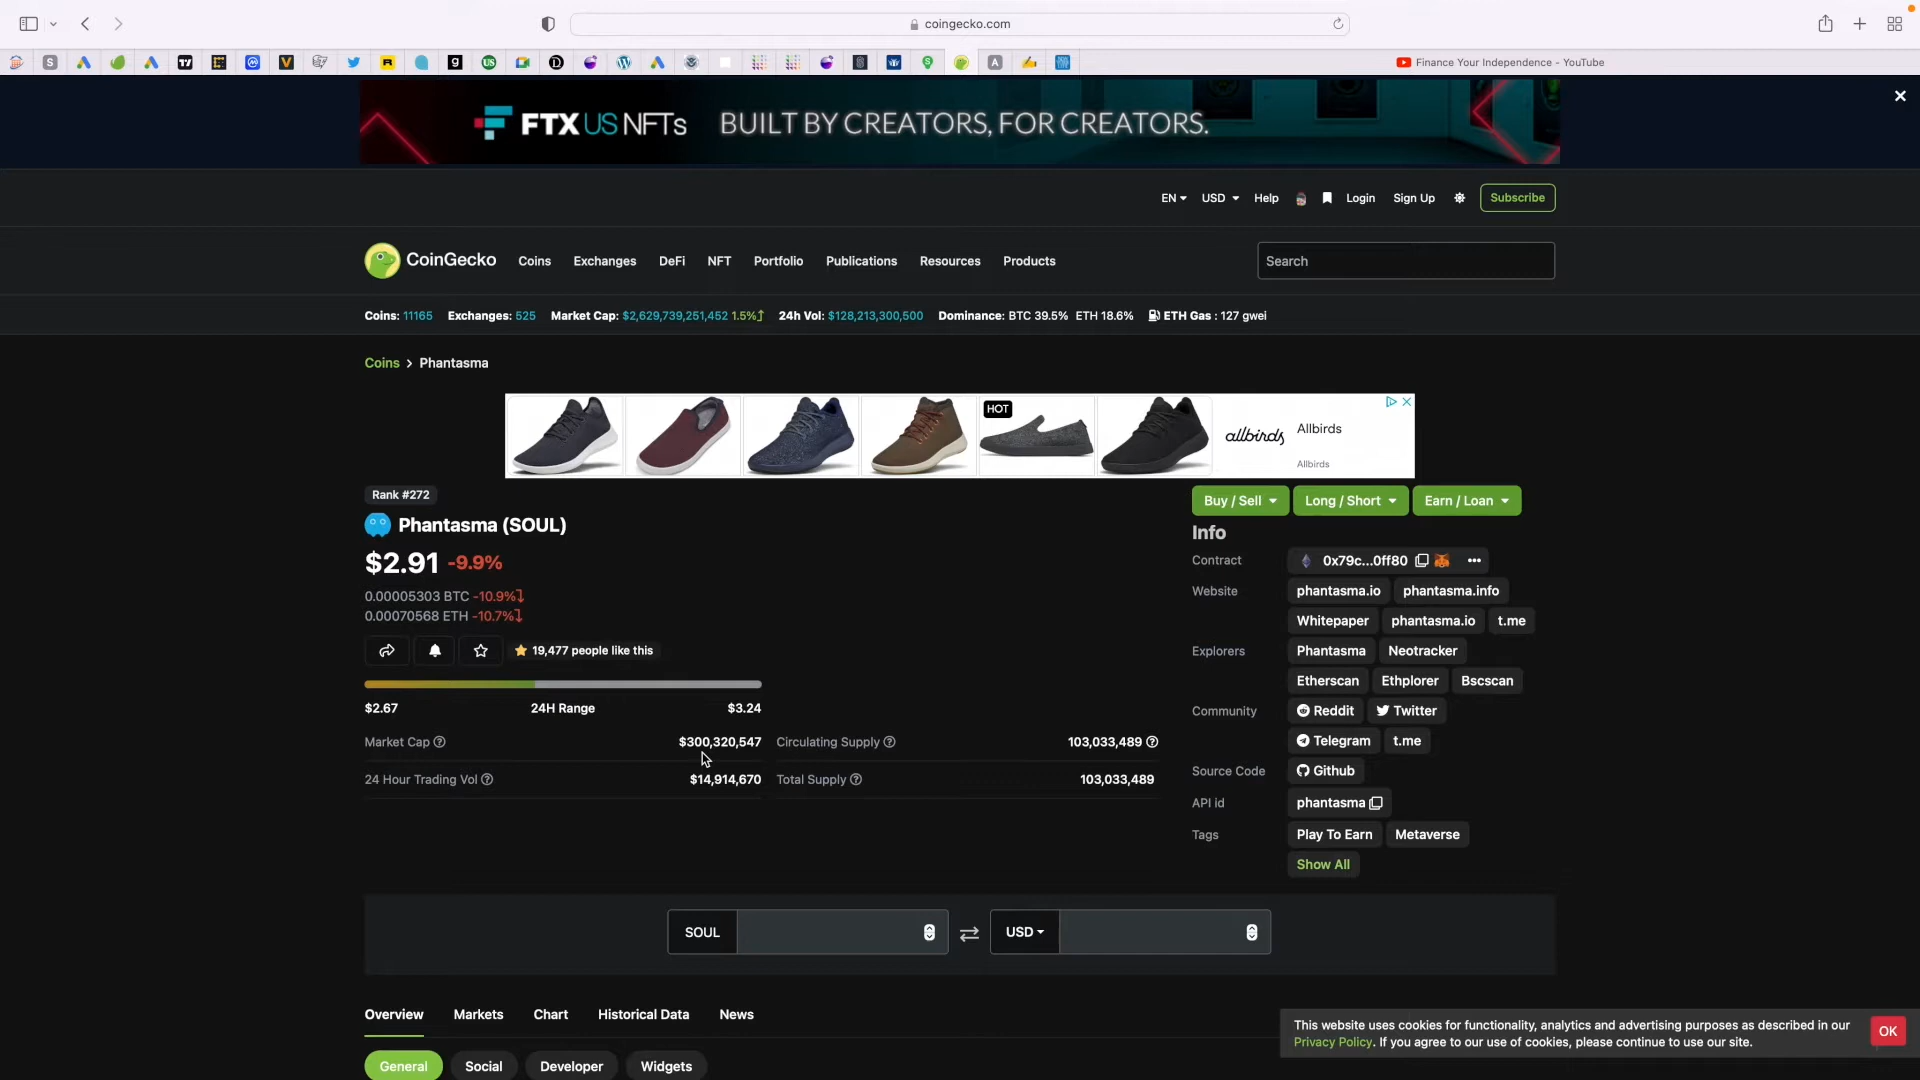 coingecko.com
Finance Your Independence - YouTube
FTX US NFTs BUILT BY CREATORS, FOR CREATORS.
EN USD Help Login Sign Up Subscribe
CoinGecko Coins Exchanges DeFi NFT Portfolio Publications Resources Products Search
Coins: 11165 Exchanges: 525 Market Cap: $2,629,739,251,452 1.5% 24h Vol: $128,213,300,500 Dominance: BTC 39.5% ETH 18.6% ETH Gas : 127 gwei
Coins > Phantasma
HOT
allbirds
Allbirds
Allbirds
Rank #272
Phantasma (SOUL)
$2.91 -9.9%
0.00005303 BTC -10.9%
0.00070568 ETH -10.7%
19,477 people like this
$2.67 24H Range $3.24
Market Cap $300,320,547 Circulating Supply 103,033,489
24 Hour Trading Vol $14,914,670 Total Supply 103,033,489
Buy / Sell Long / Short Earn / Loan
Info
Contract 0x79c...0ff80
Website phantasma.io phantasma.info
Whitepaper phantasma.io t.me
Explorers Phantasma Neotracker
Etherscan Ethplorer Bscscan
Community Reddit Twitter
Telegram t.me
Source Code Github
API id phantasma
Tags Play To Earn Metaverse
Show All
SOUL USD
Overview Markets Chart Historical Data News
General Social Developer Widgets
This website uses cookies for functionality, analytics and advertising purposes as described in our
Privacy Policy. If you agree to our use of cookies, please continue to use our site.
OK